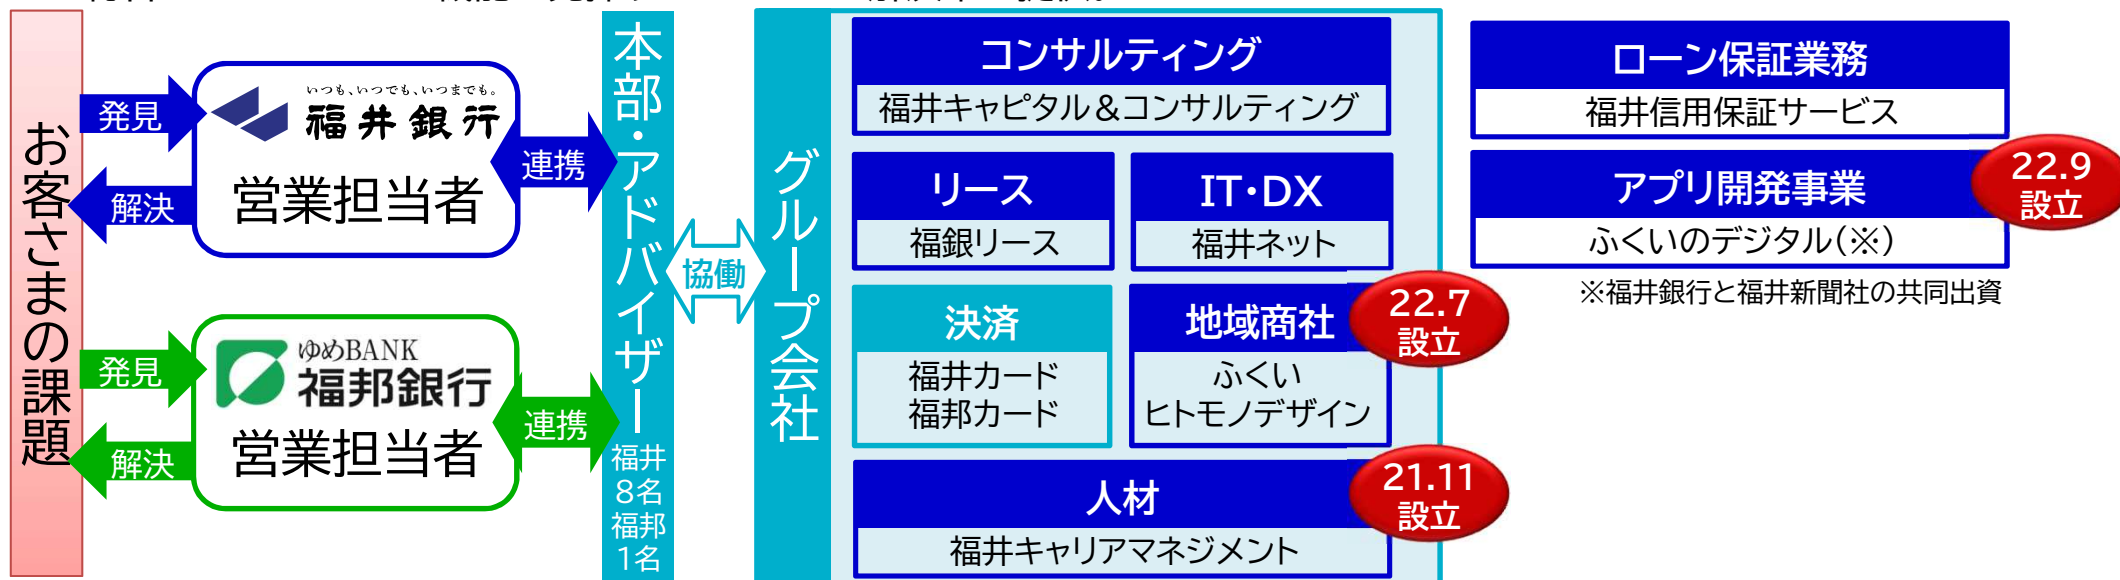 お客さまの課題
発見
解決
いつも、いつでも、いつまでも。
福井銀行
営業担当者
連携
発見
解決
ゆめBANK
福邦銀行
営業担当者
連携
本部・アドバイザー
福井
8名
福邦
1名
協働
グループ会社
コンサルティング
福井キャピタル&コンサルティング
リース
福銀リース
IT・DX
福井ネット
決済
福井カード
福邦カード
地域商社
ふくい
ヒトモノデザイン
22.7
設立
人材
福井キャリアマネジメント
21.11
設立
ローン保証業務
福井信用保証サービス
アプリ開発事業
ふくいのデジタル(※)
22.9
設立
※福井銀行と福井新聞社の共同出資